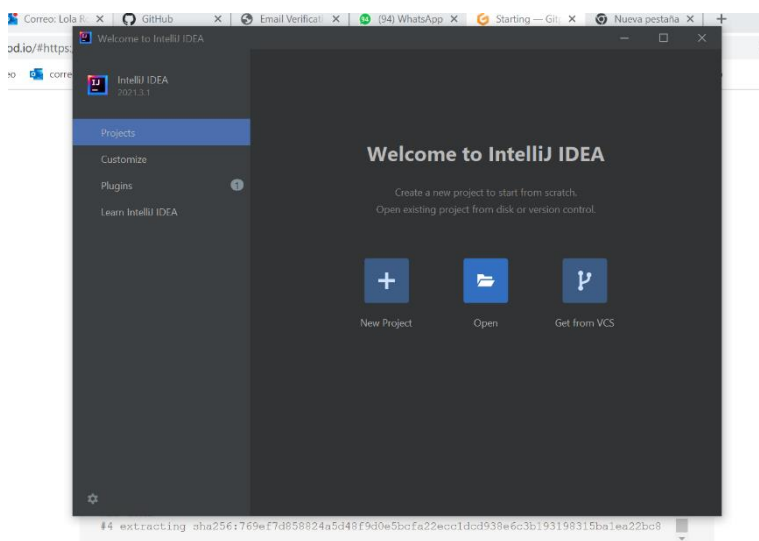 Correo: Lola R
GitHub
Email Verificati
(94) WhatsApp
Starting — Git
Nueva pestaña
od.io/#https:
eo
corre
Welcome to IntelliJ IDEA
IJ
IntelliJ IDEA
2021.3.1
Projects
Customize
Plugins
1
Learn IntelliJ IDEA
Welcome to IntelliJ IDEA
Create a new project to start from scratch.
Open existing project from disk or version control.
New Project
Open
Get from VCS
#4 extracting sha256:769ef7d858824a5d48f9d0e5bcfa22ecc1dcd938e6c3b193198315ba1ea22bc8